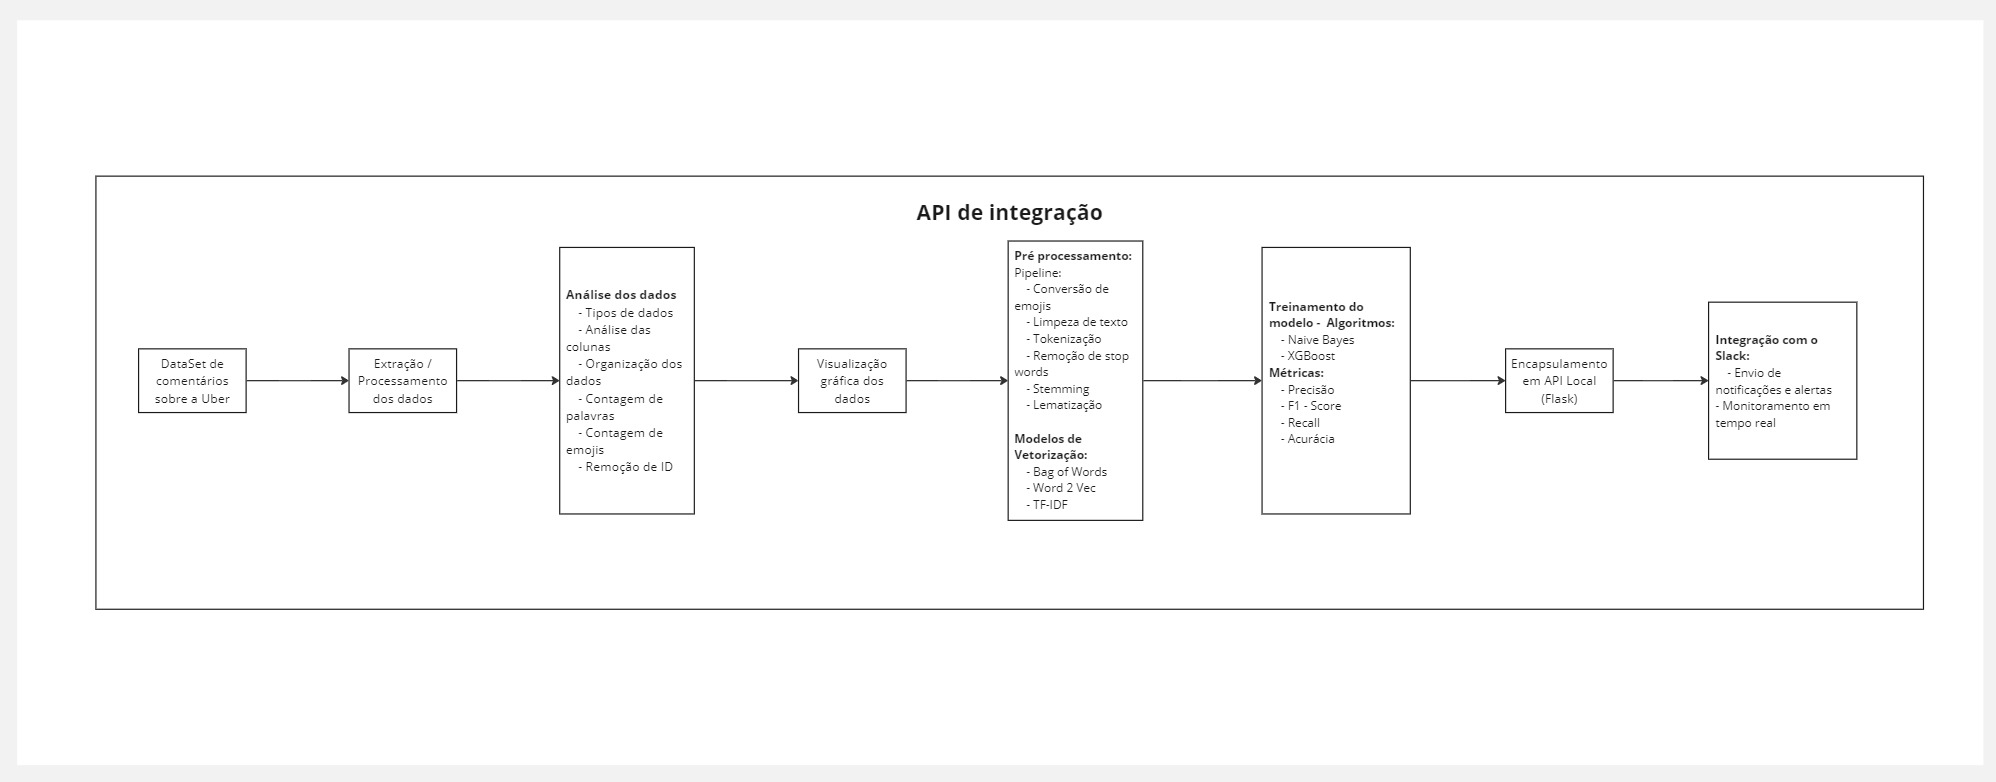 API de integração
DataSet de
comentários
sobre a Uber
Extração /
Processamento
dos dados
Análise dos dados
- Tipos de dados
- Análise das
colunas
- Organização dos
dados
- Contagem de
palavras
- Contagem de
emojis
- Remoção de ID
Visualização
gráfica dos
dados
Pré processamento:
Pipeline:
- Conversão de
emojis
- Limpeza de texto
- Tokenização
- Remoção de stop
words
- Stemming
- Lematização
Modelos de
Vetorização:
- Bag of Words
- Word 2 Vec
- TF-IDF
Treinamento do
modelo - Algoritmos:
- Naive Bayes
- XGBoost
Métricas:
- Precisão
- F1 - Score
- Recall
- Acurácia
Encapsulamento
em API Local
(Flask)
Integração com o
Slack:
- Envio de
notificações e alertas
- Monitoramento em
tempo real